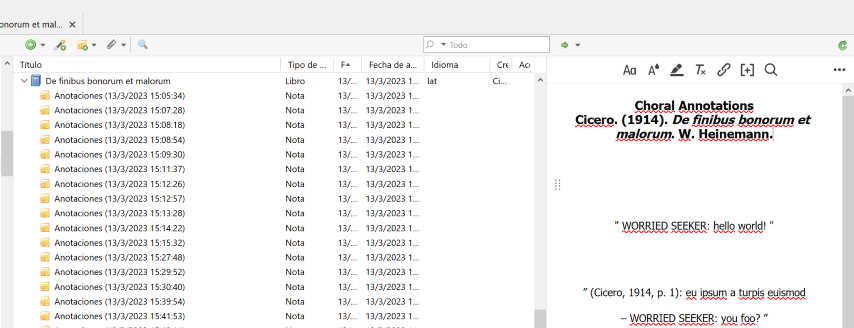 onorum et mal...
Todo
Título Tipo de ... F Fecha de a... Idioma Cr Ac
De finibus bonorum et malorum Libro 13/... 13/3/2023 1... lat Ci...
Anotaciones (13/3/2023 15:05:34) Nota 13/... 13/3/2023 1...
Anotaciones (13/3/2023 15:07:28) Nota 13/... 13/3/2023 1...
Anotaciones (13/3/2023 15:08:18) Nota 13/... 13/3/2023 1...
Anotaciones (13/3/2023 15:08:54) Nota 13/... 13/3/2023 1...
Anotaciones (13/3/2023 15:09:30) Nota 13/... 13/3/2023 1...
Anotaciones (13/3/2023 15:11:37) Nota 13/... 13/3/2023 1...
Anotaciones (13/3/2023 15:12:26) Nota 13/... 13/3/2023 1...
Anotaciones (13/3/2023 15:12:57) Nota 13/... 13/3/2023 1...
Anotaciones (13/3/2023 15:13:28) Nota 13/... 13/3/2023 1...
Anotaciones (13/3/2023 15:14:22) Nota 13/... 13/3/2023 1...
Anotaciones (13/3/2023 15:15:32) Nota 13/... 13/3/2023 1...
Anotaciones (13/3/2023 15:27:48) Nota 13/... 13/3/2023 1...
Anotaciones (13/3/2023 15:29:52) Nota 13/... 13/3/2023 1...
Anotaciones (13/3/2023 15:30:40) Nota 13/... 13/3/2023 1...
Anotaciones (13/3/2023 15:39:54) Nota 13/... 13/3/2023 1...
Anotaciones (13/3/2023 15:41:53) Nota 13/... 13/3/2023 1...
Choral Annotations
Cicero. (1914). De finibus bonorum et
malorum. W. Heinemann.
" WORRIED SEEKER: hello world! "
" (Cicero, 1914, p. 1): eu ipsum a turpis euismod
– WORRIED SEEKER: you foo? "